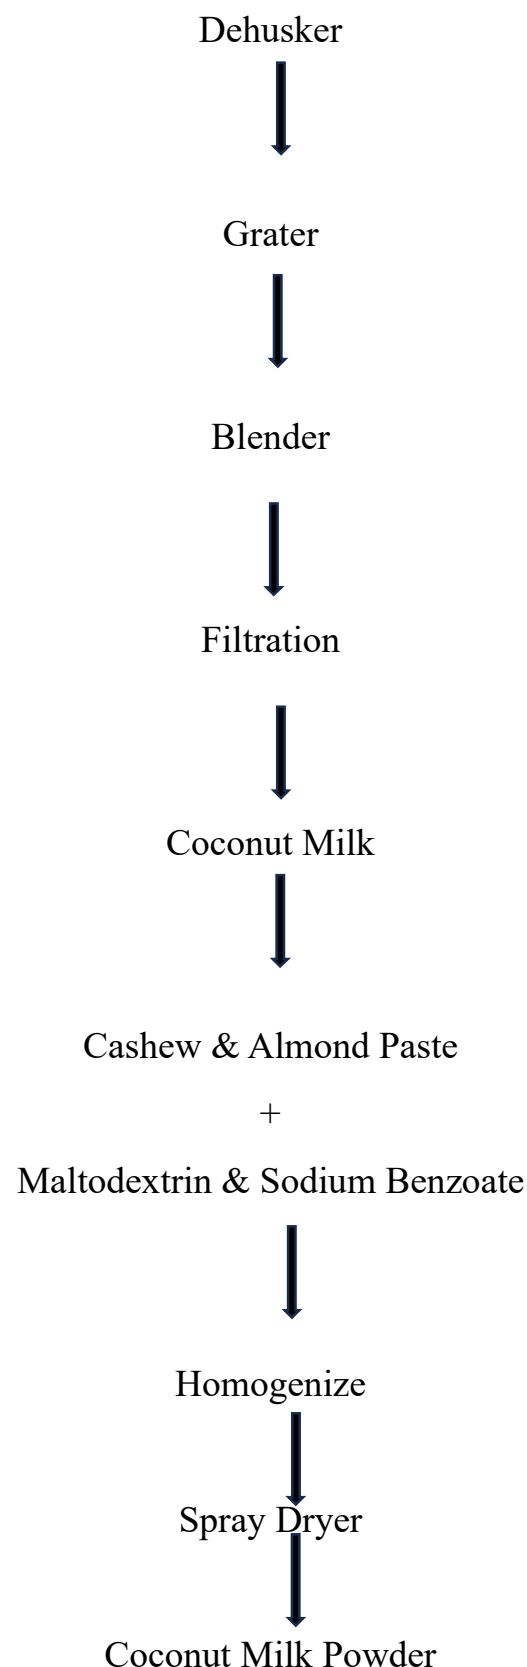 Dehusker
Grater
Blender
Filtration
Coconut Milk
Cashew & Almond Paste
+
Maltodextrin & Sodium Benzoate
Homogenize
Spray Dryer
Coconut Milk Powder